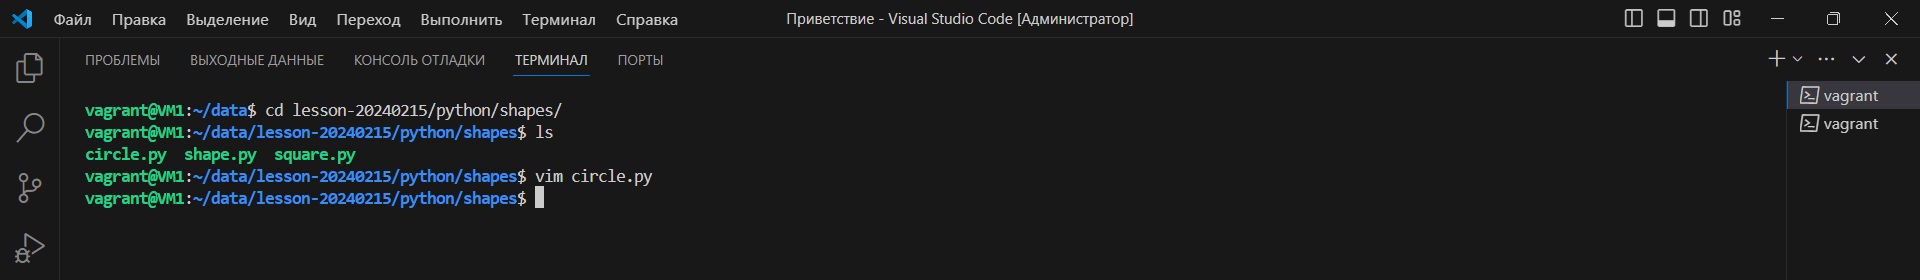 Файл Правка Выделение Вид Переход Выполнить Терминал Справка Приветствие - Visual Studio Code [Администратор]
ПРОБЛЕМЫ ВЫХОДНЫЕ ДАННЫЕ КОНСОЛЬ ОТЛАДКИ ТЕРМИНАЛ ПОРТЫ
vagrant@VM1:~/data$ cd lesson-20240215/python/shapes/
vagrant@VM1:~/data/lesson-20240215/python/shapes$ ls
circle.py shape.py square.py
vagrant@VM1:~/data/lesson-20240215/python/shapes$ vim circle.py
vagrant@VM1:~/data/lesson-20240215/python/shapes$
vagrant
vagrant